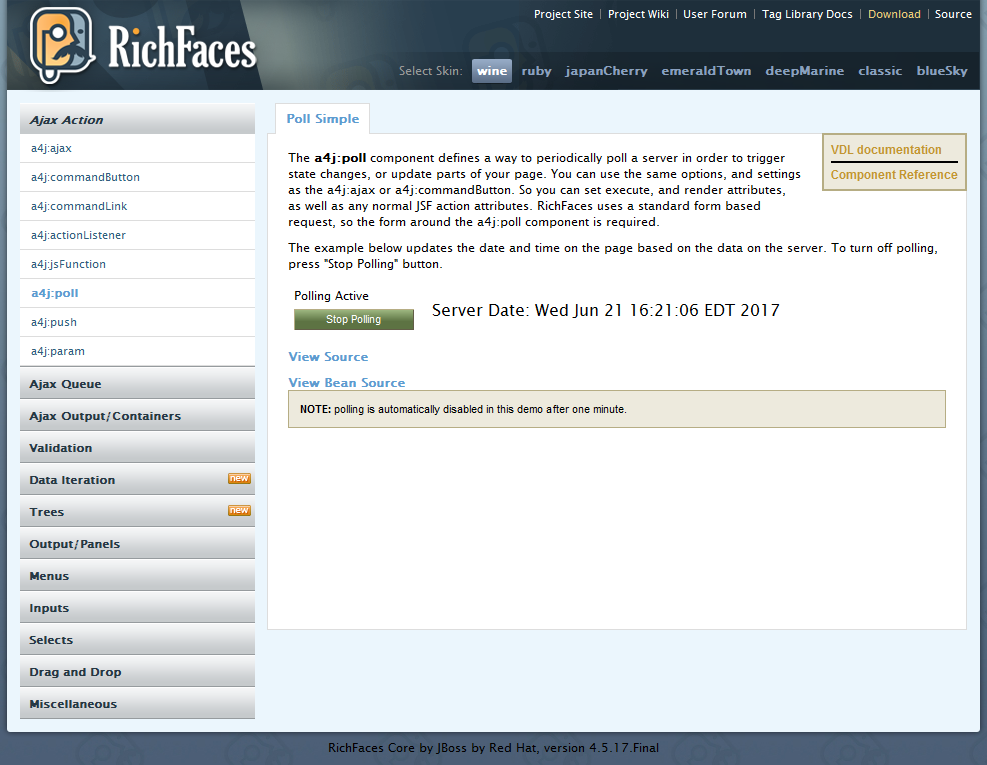 Project Site | Project Wiki | User Forum | Tag Library Docs | Download | Source
RichFaces
Select Skin: wine ruby japanCherry emeraldTown deepMarine classic blueSky
Ajax Action
a4j:ajax
a4j:commandButton
a4j:commandLink
a4j:actionListener
a4j:jsFunction
a4j:poll
a4j:push
a4j:param
Ajax Queue
Ajax Output/Containers
Validation
Data Iteration new
Trees new
Output/Panels
Menus
Inputs
Selects
Drag and Drop
Miscellaneous
Poll Simple
VDL documentation
Component Reference
The a4j:poll component defines a way to periodically poll a server in order to trigger
state changes, or update parts of your page. You can use the same options, and settings
as the a4j:ajax or a4j:commandButton. So you can set execute, and render attributes,
as well as any normal JSF action attributes. RichFaces uses a standard form based
request, so the form around the a4j:poll component is required.
The example below updates the date and time on the page based on the data on the server. To turn off polling,
press "Stop Polling" button.
Polling Active
Stop Polling
Server Date: Wed Jun 21 16:21:06 EDT 2017
View Source
View Bean Source
NOTE: polling is automatically disabled in this demo after one minute.
RichFaces Core by JBoss by Red Hat, version 4.5.17.Final